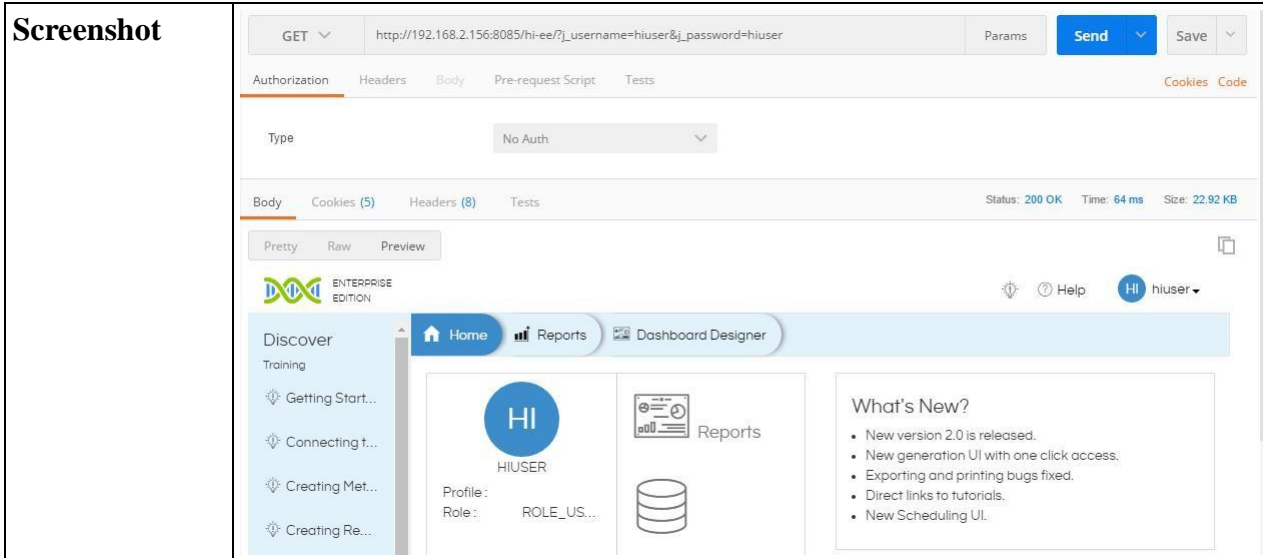 Screenshot
GET http://192.168.2.156:8085/hi-ee/?j_username=hiuser&j_password=hiuser Params Send Save
Authorization Headers Body Pre-request Script Tests Cookies Code
Type No Auth
Body Cookies (5) Headers (8) Tests Status: 200 OK Time: 64 ms Size: 22.92 KB
Pretty Raw Preview
ENTERPRISE
EDITION
Help HI hiuser
Discover
Training
Getting Start...
Connecting t...
Creating Met...
Creating Re...
Home Reports Dashboard Designer
HI
HIUSER
Profile :
Role : ROLE_US...
Reports
What's New?
• New version 2.0 is released.
• New generation UI with one click access.
• Exporting and printing bugs fixed.
• Direct links to tutorials.
• New Scheduling UI.